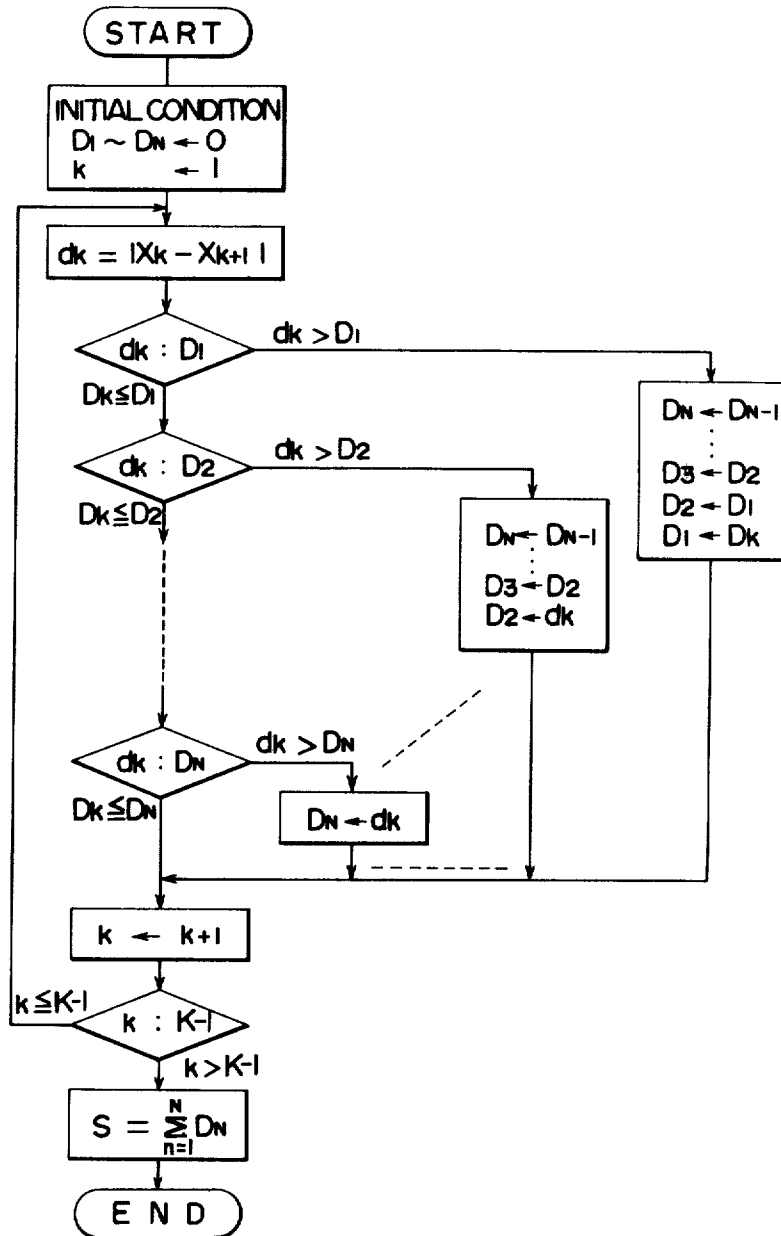 START
INITIAL CONDITION
D1 ~ DN ← 0
k ← 1
dk = |Xk - Xk+1|
dk : D1
dk > D1
Dk≦D1
DN ← DN-1
⋮
D3 ← D2
D2 ← D1
D1 ← Dk
dk : D2
dk > D2
Dk≦D2
DN ← DN-1
⋮
D3 ← D2
D2 ← dk
dk : DN
dk > DN
Dk≦DN
DN ← dk
k ← k+1
k≦K-1
k : K-1
k>K-1
S = N∑n=1 DN
END